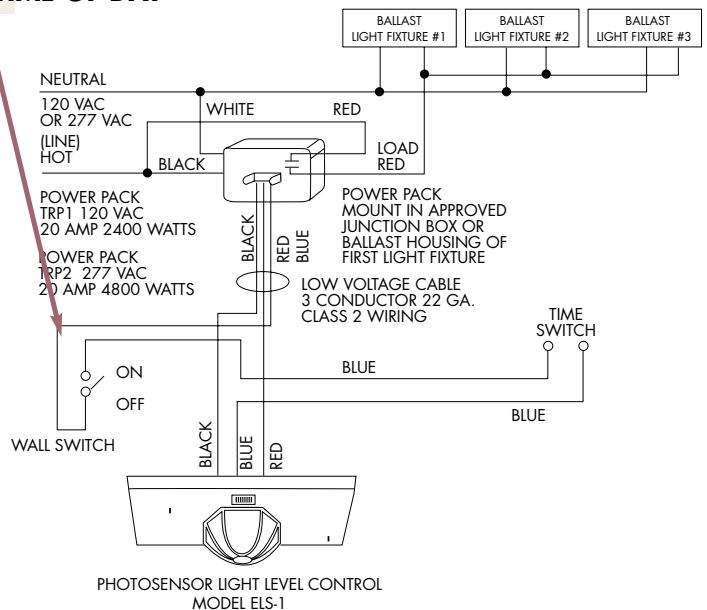 BALLAST
LIGHT FIXTURE #1
BALLAST
LIGHT FIXTURE #2
BALLAST
LIGHT FIXTURE #3
NEUTRAL
120 VAC
OR 277 VAC
(LINE)
HOT
WHITE
RED
BLACK
LOAD
RED
POWER PACK
TRP1 120 VAC
20 AMP 2400 WATTS
POWER PACK
TRP2 277 VAC
20 AMP 4800 WATTS
POWER PACK
MOUNT IN APPROVED
JUNCTION BOX OR
BALLAST HOUSING OF
FIRST LIGHT FIXTURE
BLACK
RED
BLUE
LOW VOLTAGE CABLE
3 CONDUCTOR 22 GA.
CLASS 2 WIRING
TIME
SWITCH
ON
OFF
WALL SWITCH
BLUE
BLUE
BLACK
BLUE
RED
PHOTOSENSOR LIGHT LEVEL CONTROL
MODEL ELS-1